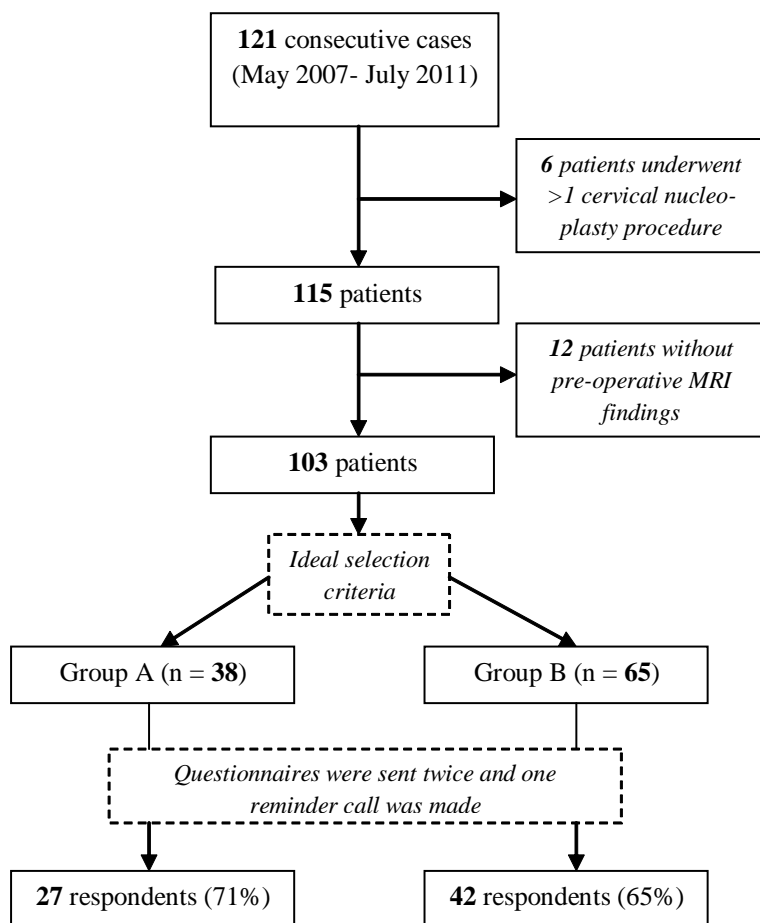 121 consecutive cases
(May 2007- July 2011)
6 patients underwent
>1 cervical nucleo-
plasty procedure
115 patients
12 patients without
pre-operative MRI
findings
103 patients
Ideal selection
criteria
Group A (n = 38)
Group B (n = 65)
Questionnaires were sent twice and one
reminder call was made
27 respondents (71%)
42 respondents (65%)